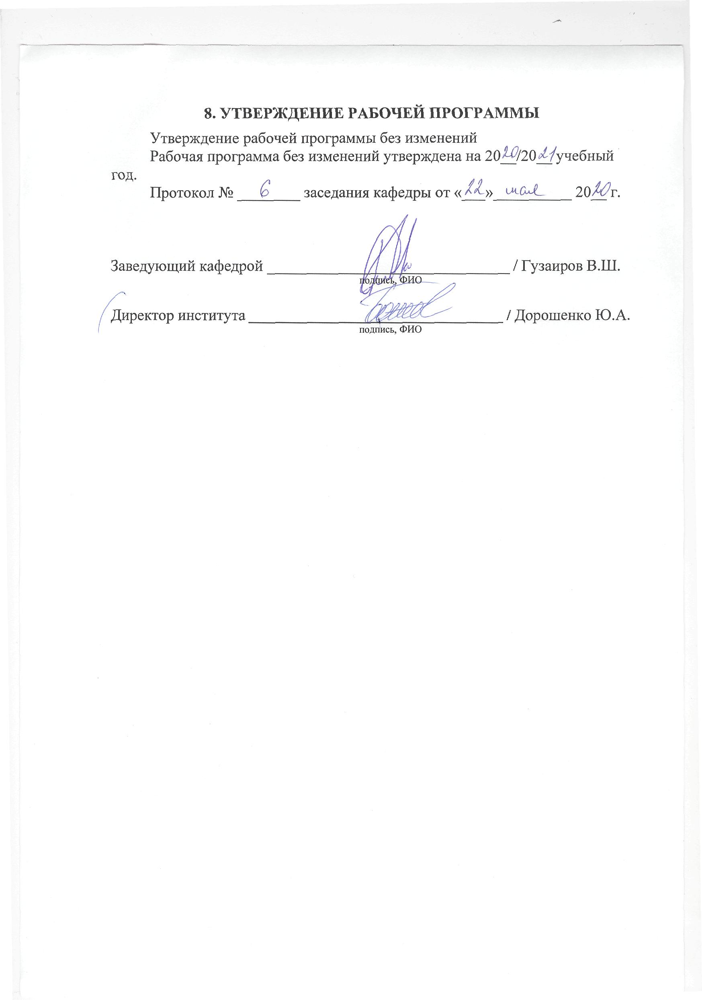 8. УТВЕРЖДЕНИЕ РАБОЧЕЙ ПРОГРАММЫ
Утверждение рабочей программы без изменений
Рабочая программа без изменений утверждена на 2020/2021 учебный
год.
Протокол № 6 заседания кафедры от «22» мая 2020 г.
Заведующий кафедрой / Гузаиров В.Ш.
подпись, ФИО
Директор института / Дорошенко Ю.А.
подпись, ФИО